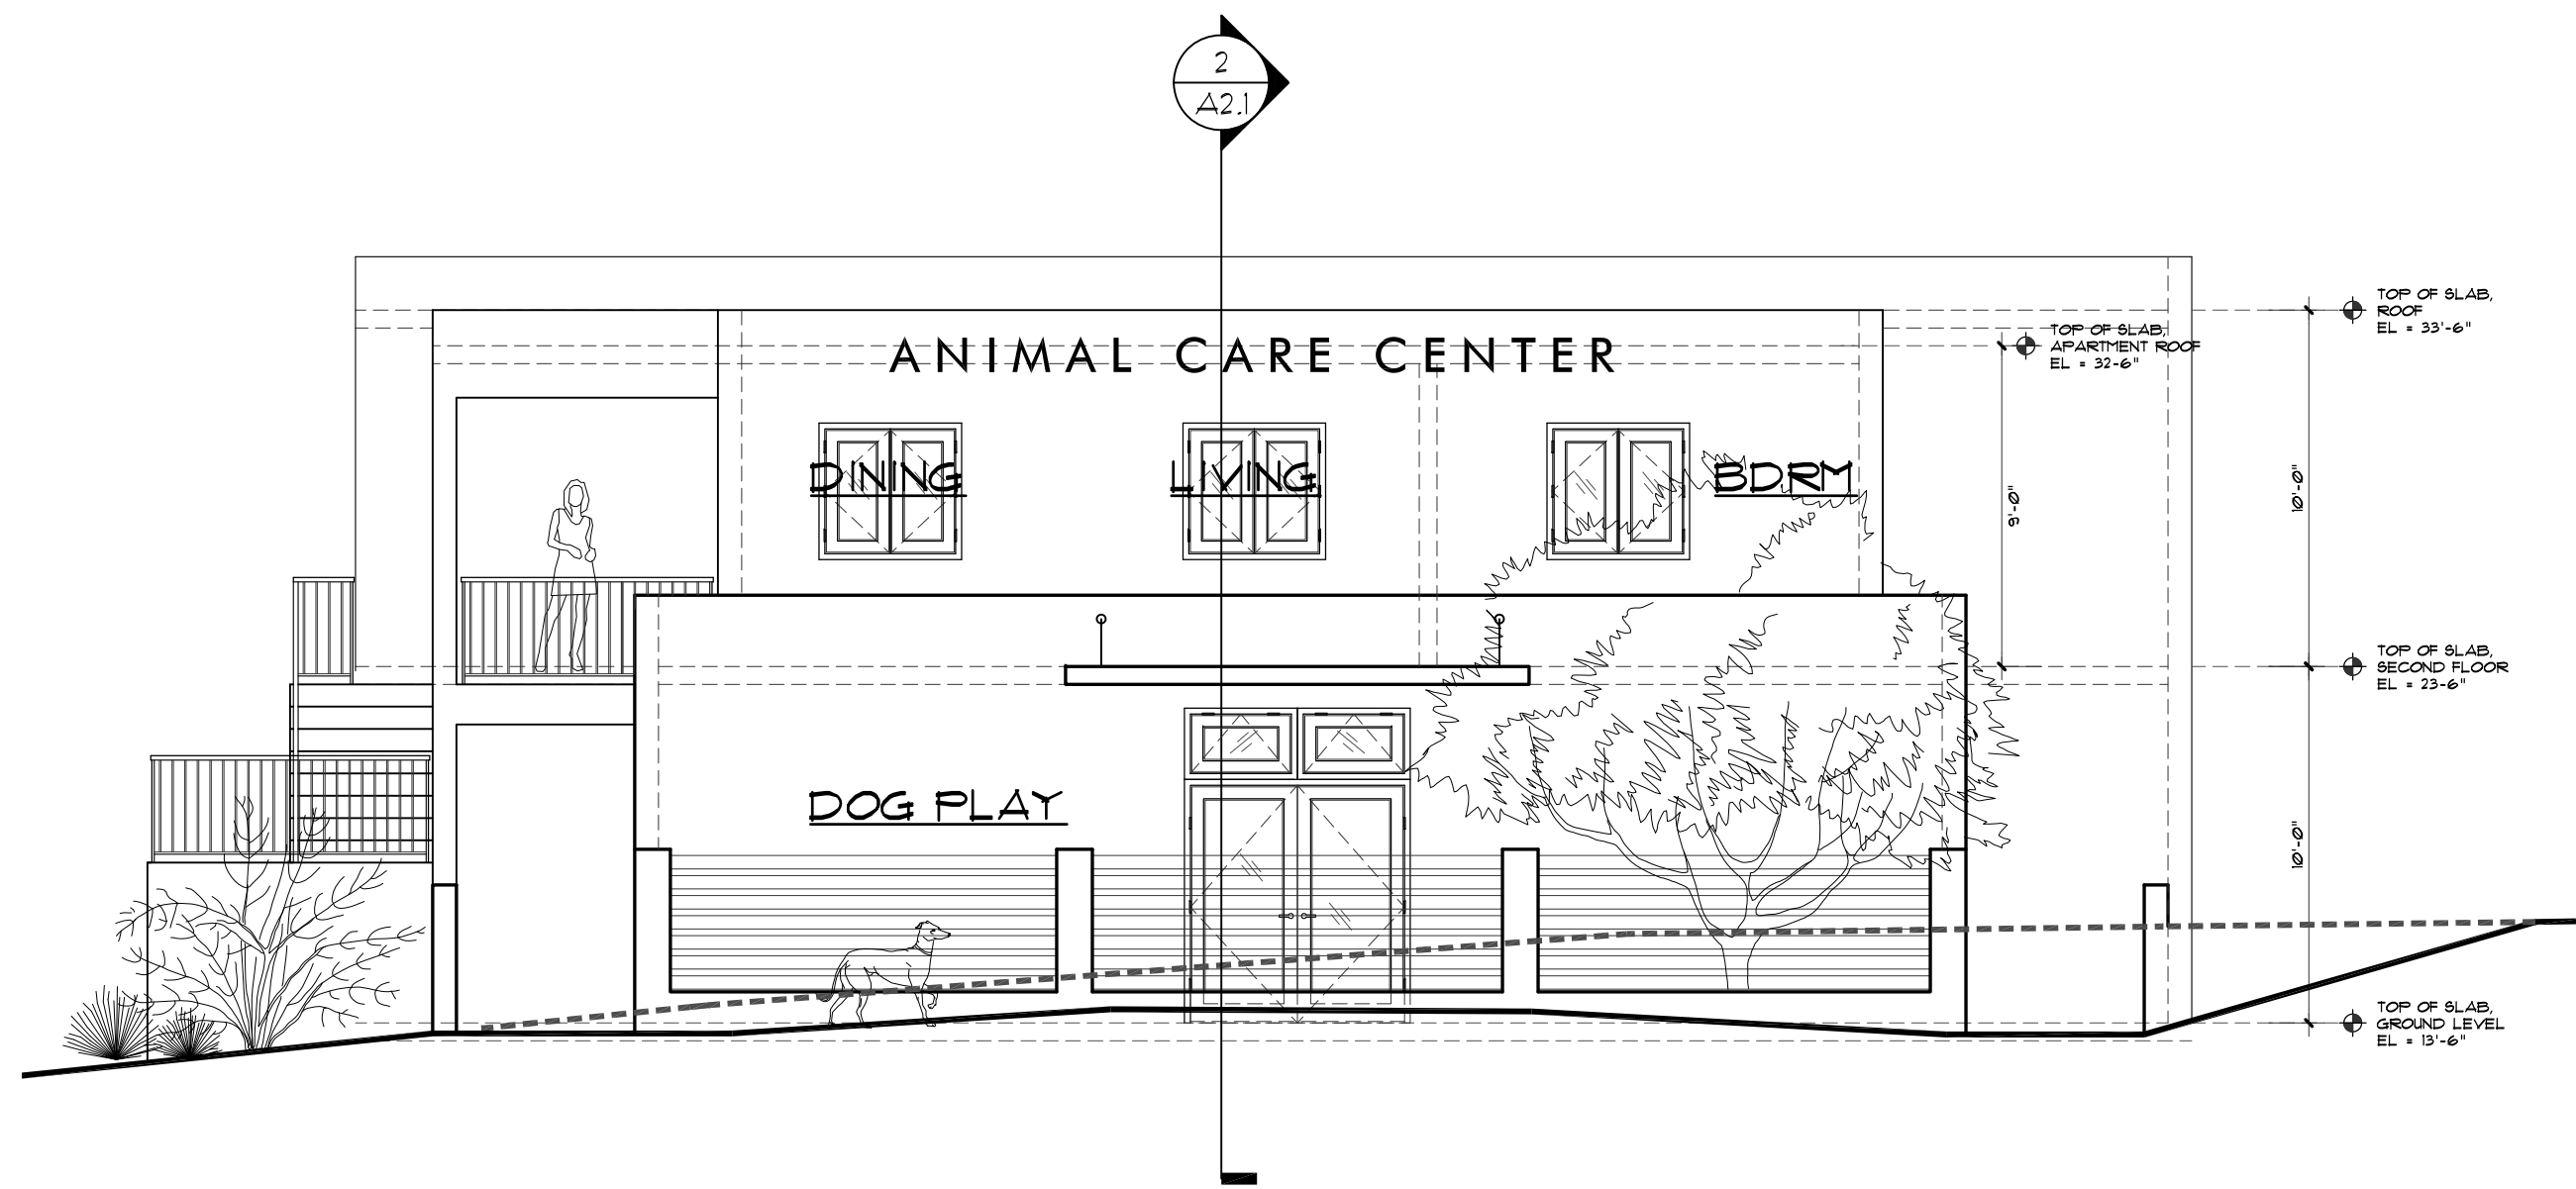 2
A2.1
TOP OF SLAB,
ROOF
EL = 33'-6"
TOP OF SLAB,
APARTMENT ROOF
EL = 32-6"
ANIMAL CARE CENTER
DINING
LIVING
BDRM
9'-0"
10'-0"
TOP OF SLAB,
SECOND FLOOR
EL = 23-6"
DOG PLAY
10'-0"
TOP OF SLAB,
GROUND LEVEL
EL = 13'-6"